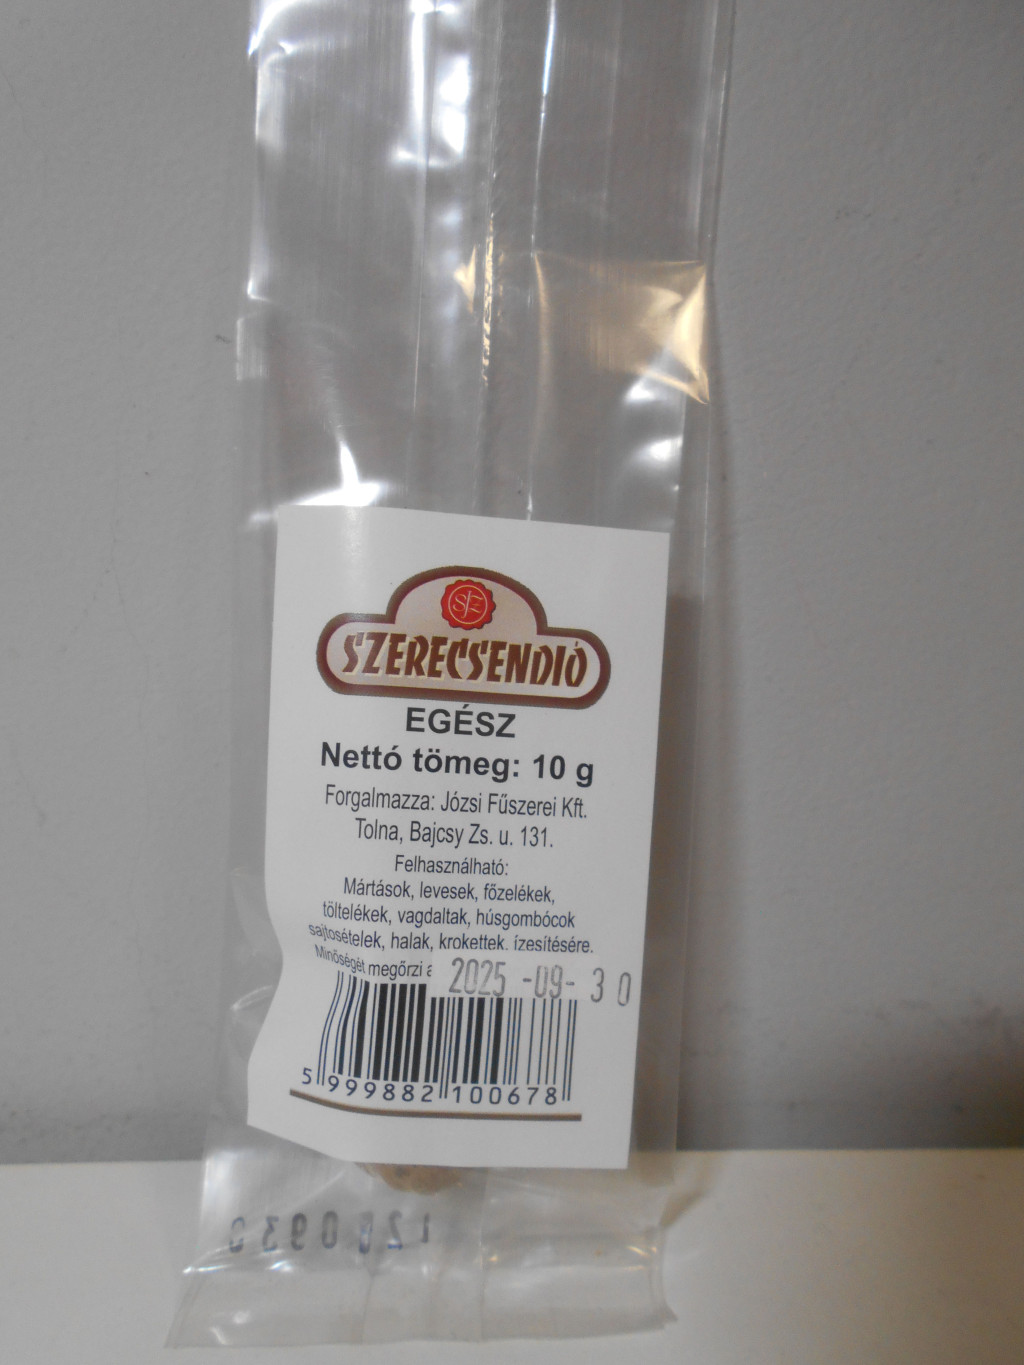 SFZ
SZERECSENDIÓ
EGÉSZ
Nettó tömeg: 10 g
Forgalmazza: Józsi Fűszerei Kft.
Tolna, Bajcsy Zs. u. 131.
Felhasználható:
Mártások, levesek, főzelékek,
töltelékek, vagdaltak, húsgombócok
sajtosételek, halak, krokettek. ízesítésére.
Minőségét megőrzi a 2025 -09- 30
5 999882 100678